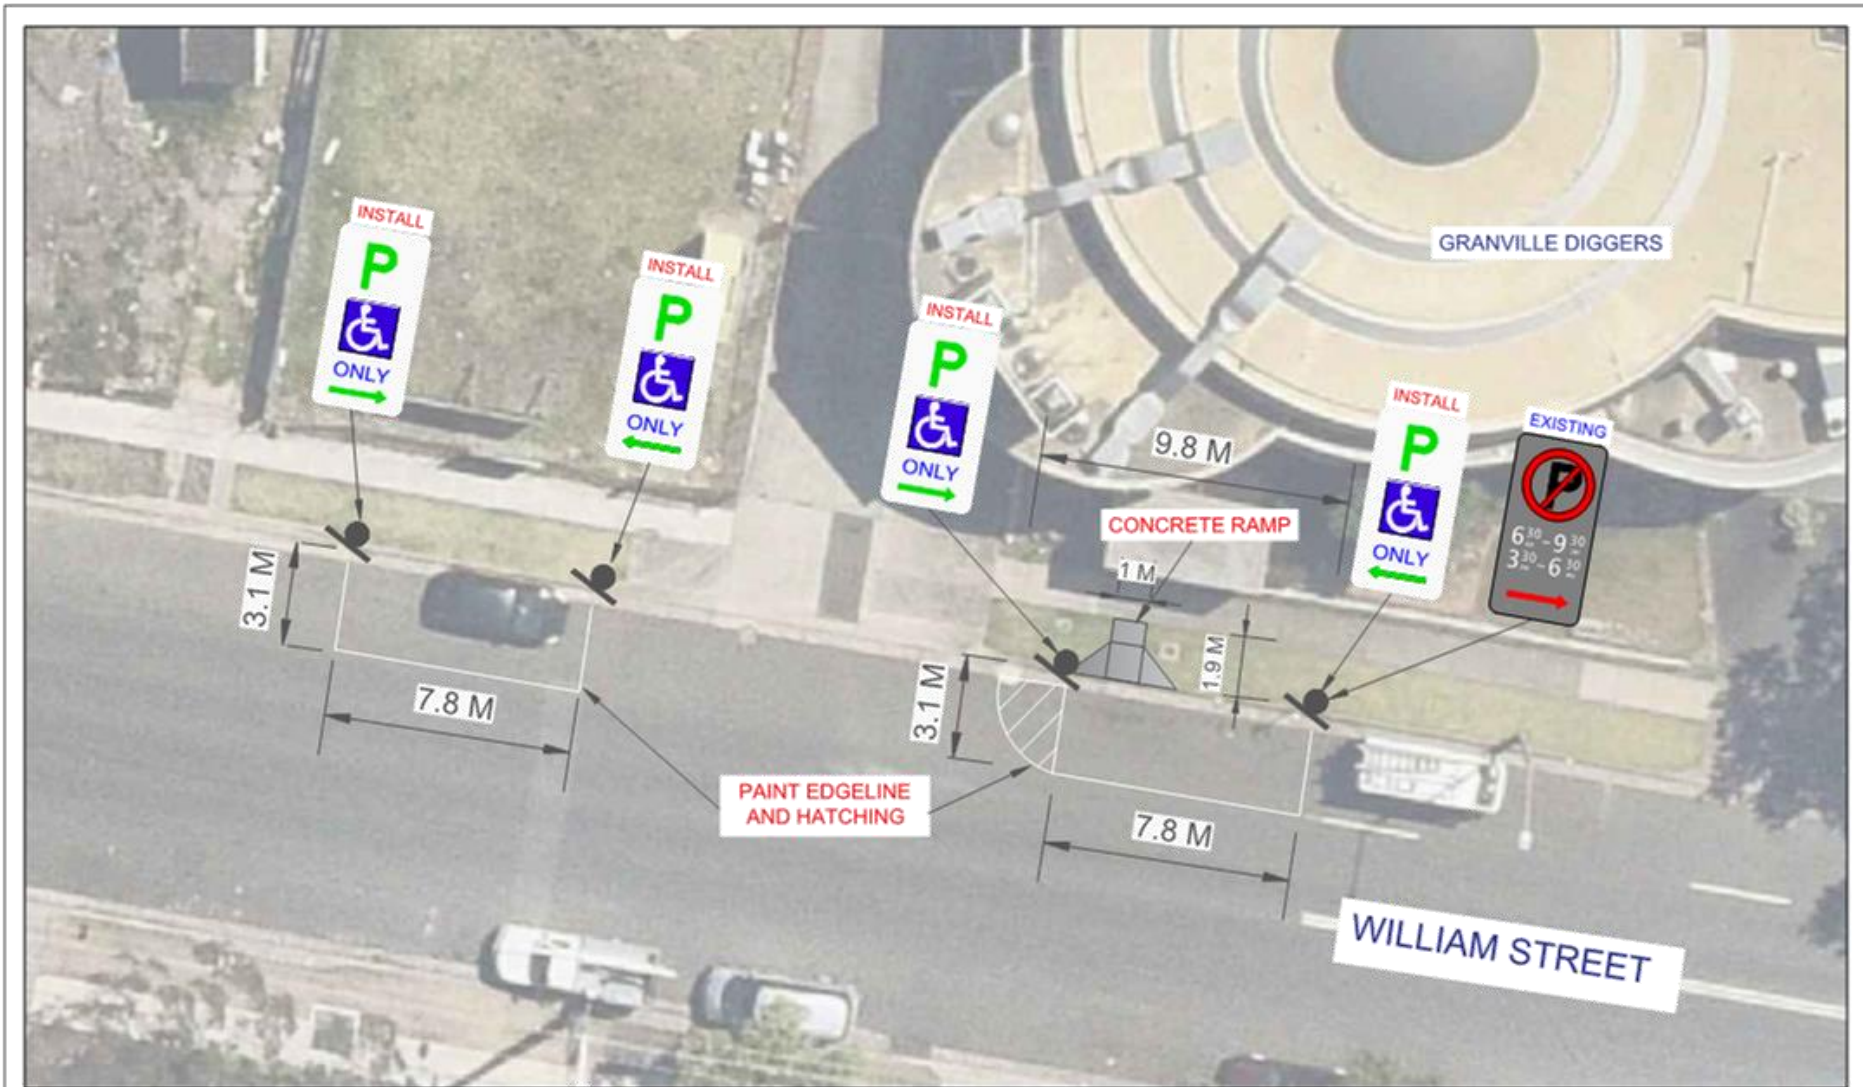 INSTALL
P
ONLY
INSTALL
P
ONLY
INSTALL
P
ONLY
INSTALL
P
ONLY
EXISTING
P
6³⁰-9³⁰
3³⁰-6³⁰
GRANVILLE DIGGERS
9.8 M
CONCRETE RAMP
1 M
1.9 M
3.1 M
7.8 M
3.1 M
7.8 M
PAINT EDGELINE
AND HATCHING
WILLIAM STREET